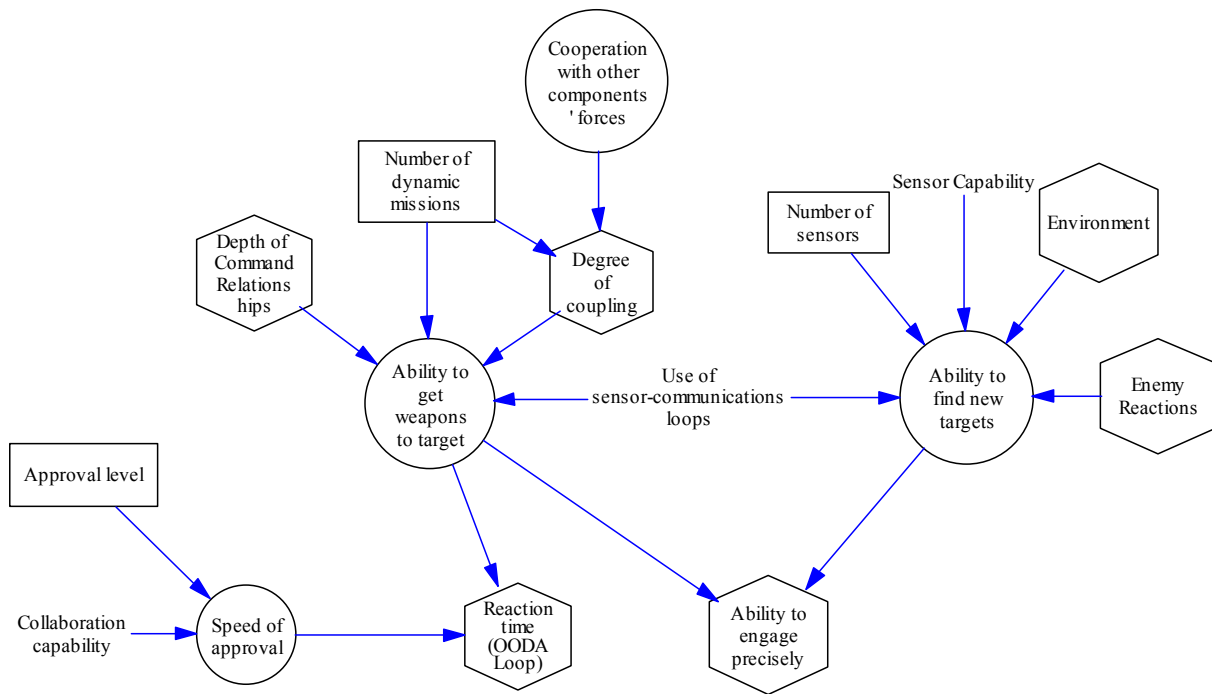 Cooperation
with other
components
' forces
Number of
dynamic
missions
Sensor Capability
Number of
sensors
Environment
Depth of
Command
Relations
hips
Degree
of
coupling
Ability to
get
weapons
to target
Use of
sensor-communications
loops
Ability to
find new
targets
Enemy
Reactions
Approval level
Collaboration
capability
Speed of
approval
Reaction
time
(OODA
Loop)
Ability to
engage
precisely